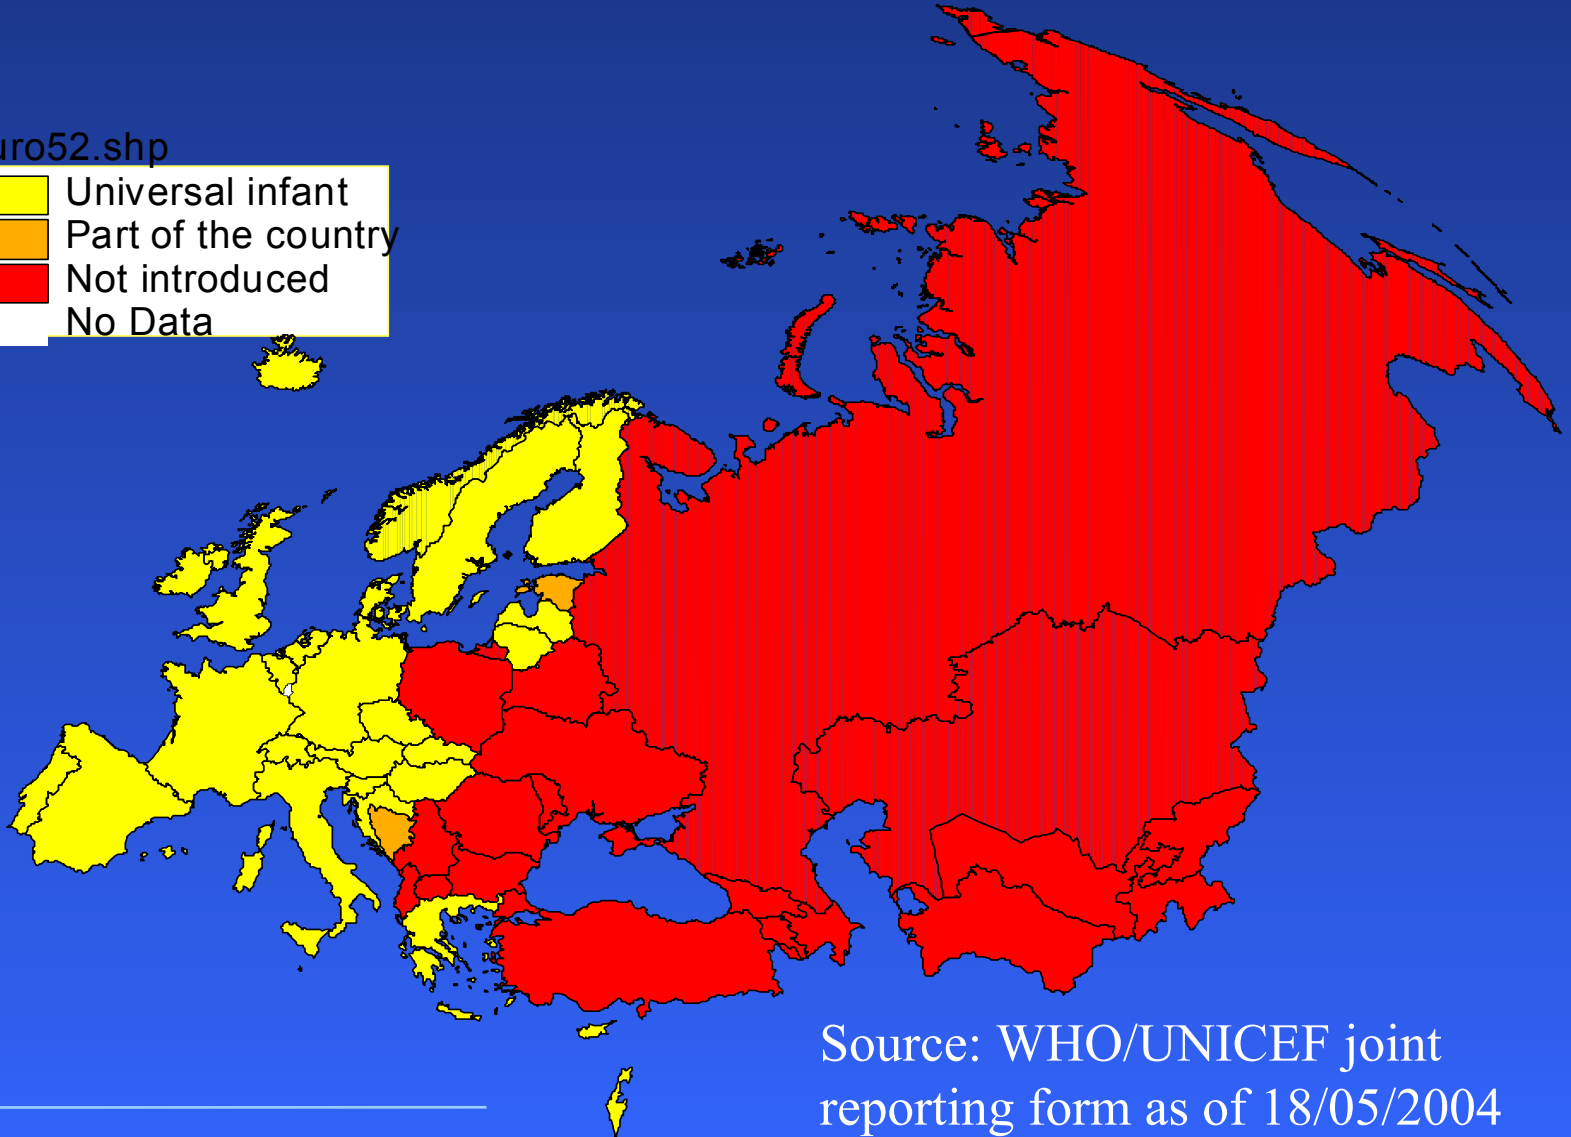 uro52.shp
Universal infant
Part of the country
Not introduced
No Data
Source: WHO/UNICEF joint
reporting form as of 18/05/2004